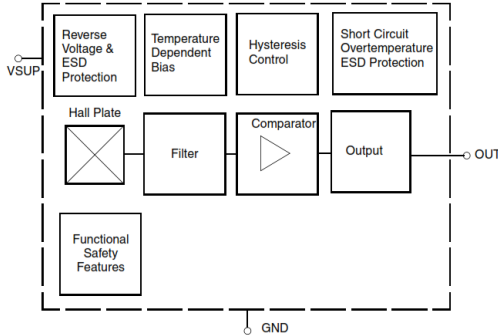 Reverse
Voltage &
ESD
Protection
Temperature
Dependent
Bias
Hysteresis
Control
Short Circuit
Overtemperature
ESD Protection
VSUP
Hall Plate
Filter
Comparator
Output
OUT
Functional
Safety
Features
GND